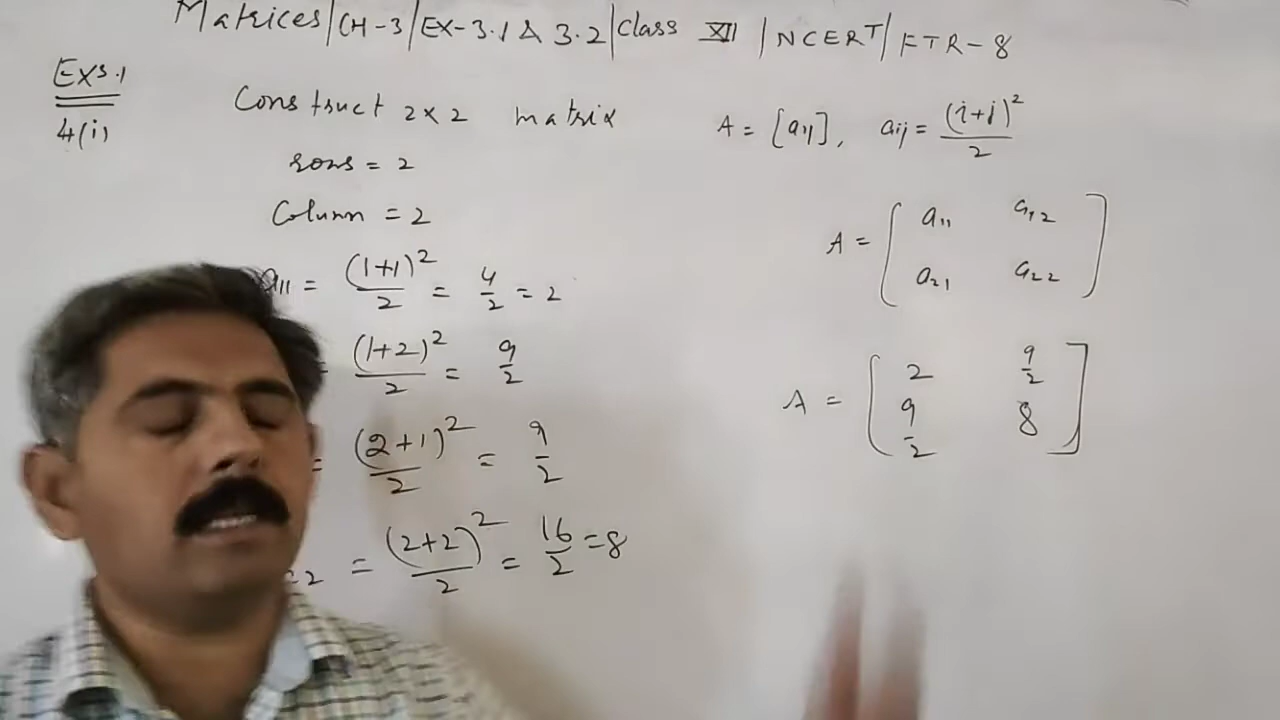 Matrices/CH-3/EX-3.1 & 3.2/Class XII/NCERT/FTR-8
EX3.1
4(i)
Construct 2×2 matrix A = [aij], aij = (i+j)²/2
rows = 2
Column = 2
A = [ a11 a12
a21 a22 ]
a11 = (1+1)²/2 = 4/2 = 2
= (1+2)²/2 = 9/2
= (2+1)²/2 = 9/2
2 = (2+2)²/2 = 16/2 = 8
A = [ 2 9/2
9/2 8 ]